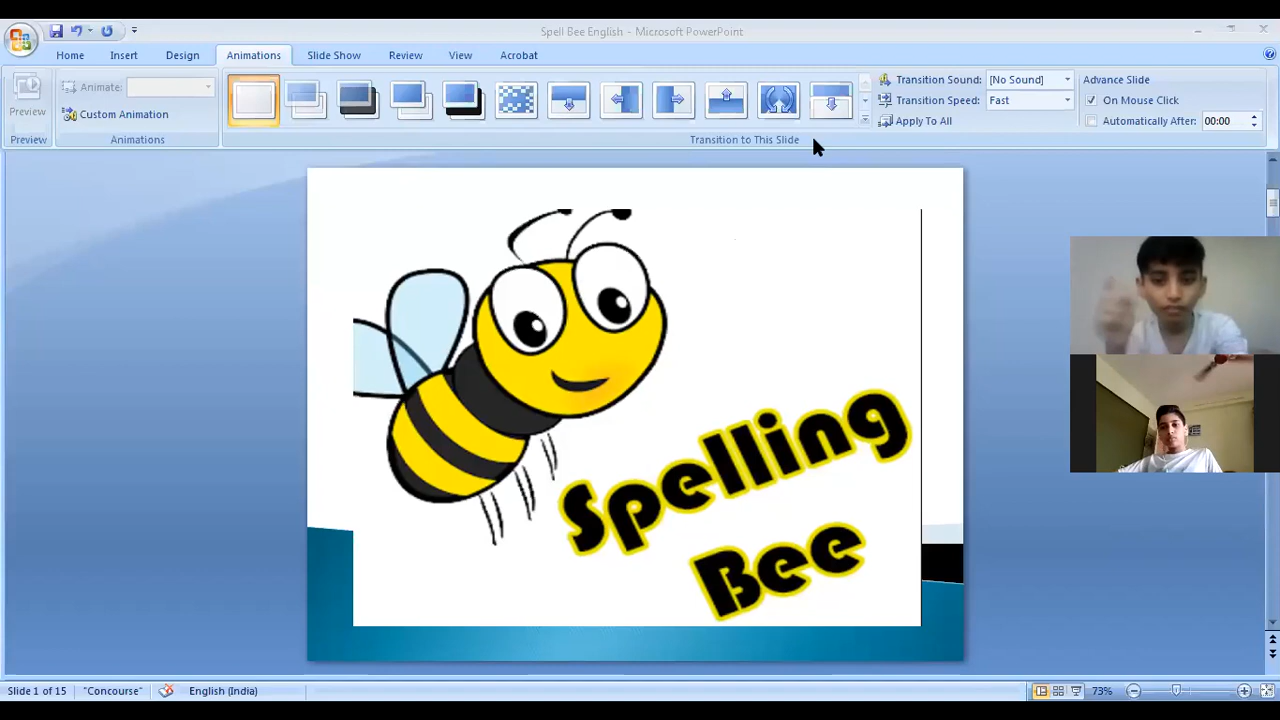 Spell Bee English - Microsoft PowerPoint
Home Insert Design Animations Slide Show Review View Acrobat
Preview
Animate:
Custom Animation
Transition Sound: [No Sound]
Transition Speed: Fast
Apply To All
Advance Slide
On Mouse Click
Automatically After: 00:00
Preview Animations Transition to This Slide
Spelling
Bee
Slide 1 of 15 "Concourse" English (India) 73%